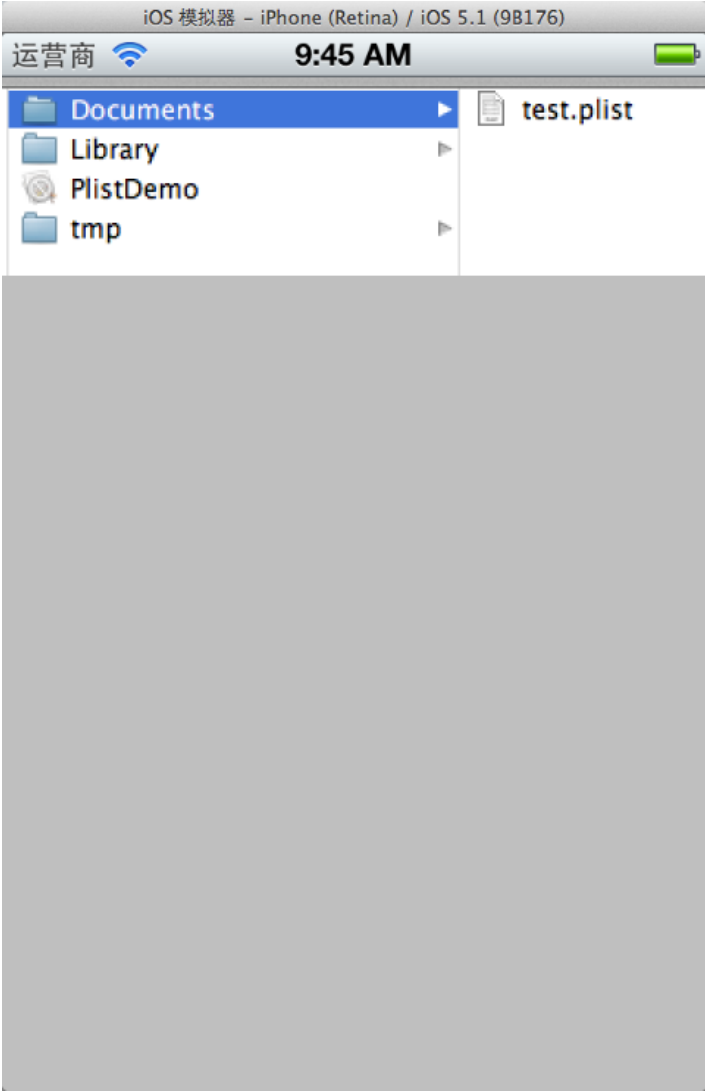 iOS 模拟器 – iPhone (Retina) / iOS 5.1 (9B176)
运营商 9:45 AM
Documents test.plist
Library
PlistDemo
tmp